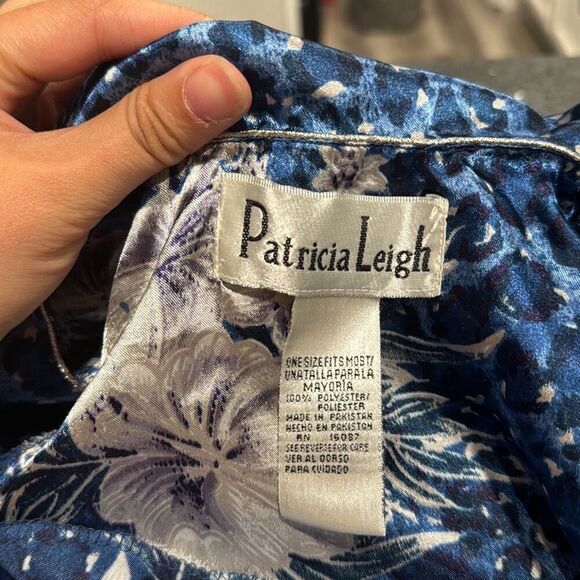 Patricia Leigh
ONE SIZE FITS MOST/
UNA TALLA PARA LA
MAYORIA
100% POLYESTER/
POLIESTER
MADE IN PAKISTAN
HECHO EN PAKISTAN
RN 16087
SEE REVERSE FOR CARE
VER AL DORSO
PARA CUIDADO